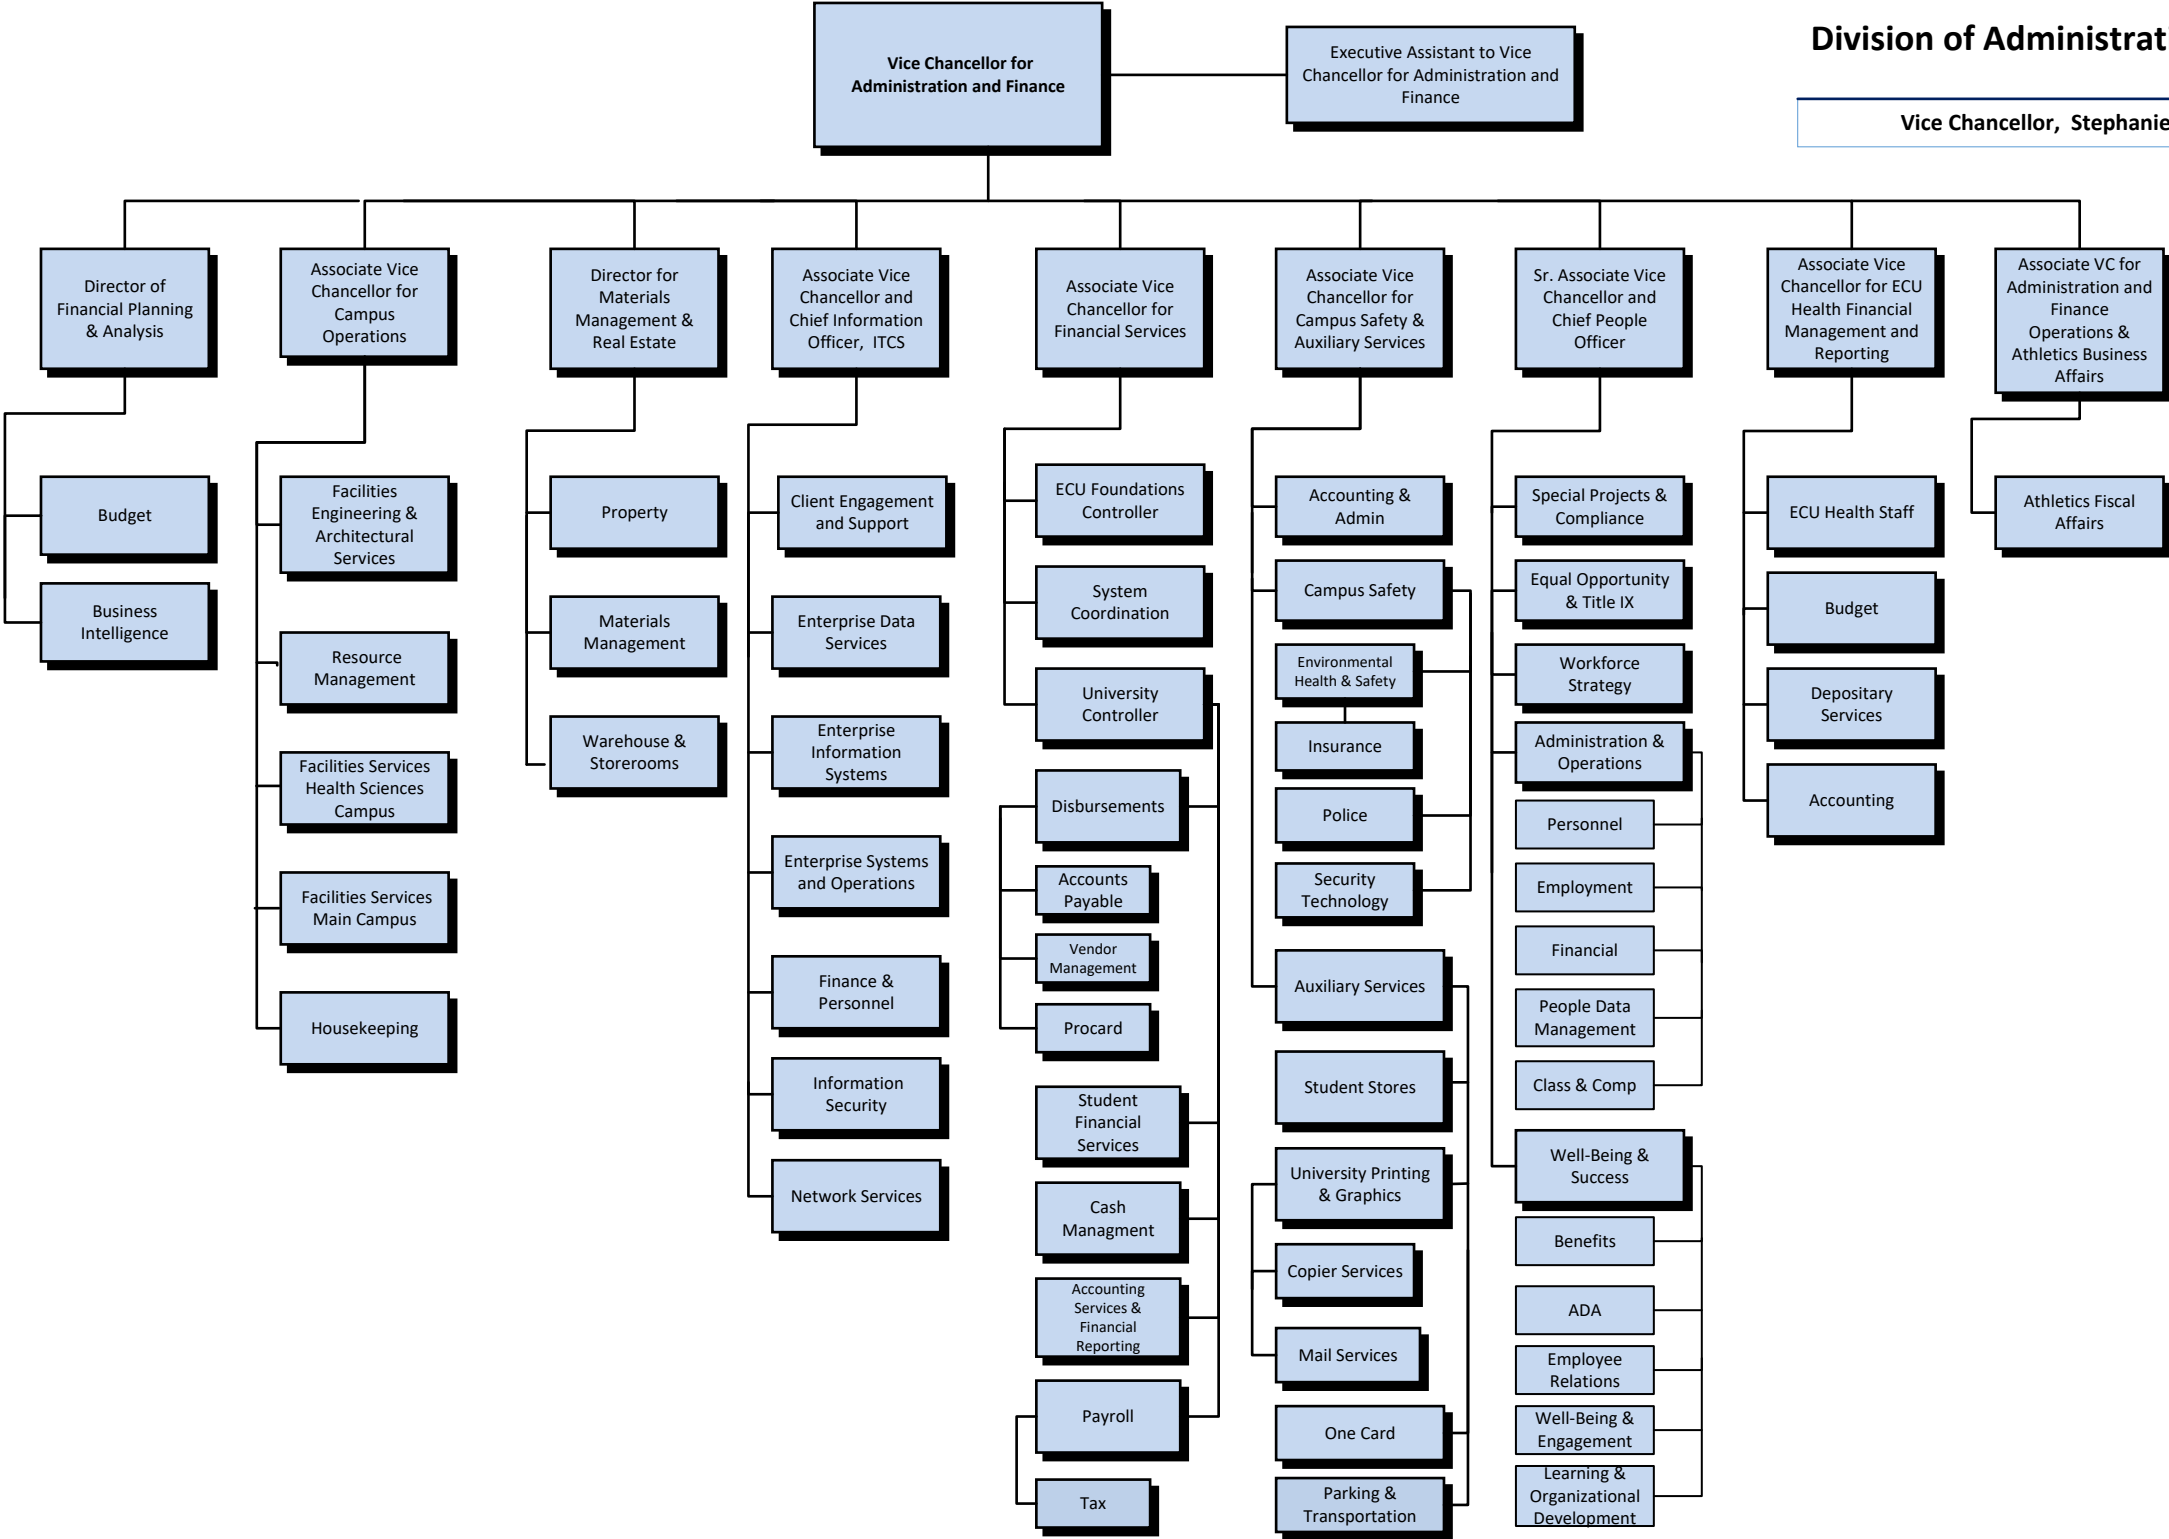 Vice Chancellor for
Administration and Finance
Executive Assistant to Vice
Chancellor for Administration and
Finance
Division of Administrati
Vice Chancellor, Stephanie
Director of
Financial Planning
& Analysis
Budget
Business
Intelligence
Associate Vice
Chancellor for
Campus
Operations
Facilities
Engineering &
Architectural
Services
Resource
Management
Facilities Services
Health Sciences
Campus
Facilities Services
Main Campus
Housekeeping
Director for
Materials
Management &
Real Estate
Property
Materials
Management
Warehouse &
Storerooms
Associate Vice
Chancellor and
Chief Information
Officer, ITCS
Client Engagement
and Support
Enterprise Data
Services
Enterprise
Information
Systems
Enterprise Systems
and Operations
Finance &
Personnel
Information
Security
Network Services
Associate Vice
Chancellor for
Financial Services
ECU Foundations
Controller
System
Coordination
University
Controller
Disbursements
Accounts
Payable
Vendor
Management
Procard
Student
Financial
Services
Cash
Managment
Accounting
Services &
Financial
Reporting
Payroll
Tax
Associate Vice
Chancellor for
Campus Safety &
Auxiliary Services
Accounting &
Admin
Campus Safety
Environmental
Health & Safety
Insurance
Police
Security
Technology
Auxiliary Services
Student Stores
University Printing
& Graphics
Copier Services
Mail Services
One Card
Parking &
Transportation
Sr. Associate Vice
Chancellor and
Chief People
Officer
Special Projects &
Compliance
Equal Opportunity
& Title IX
Workforce
Strategy
Administration &
Operations
Personnel
Employment
Financial
People Data
Management
Class & Comp
Well-Being &
Success
Benefits
ADA
Employee
Relations
Well-Being &
Engagement
Learning &
Organizational
Development
Associate Vice
Chancellor for ECU
Health Financial
Management and
Reporting
ECU Health Staff
Budget
Depositary
Services
Accounting
Associate VC for
Administration and
Finance
Operations &
Athletics Business
Affairs
Athletics Fiscal
Affairs